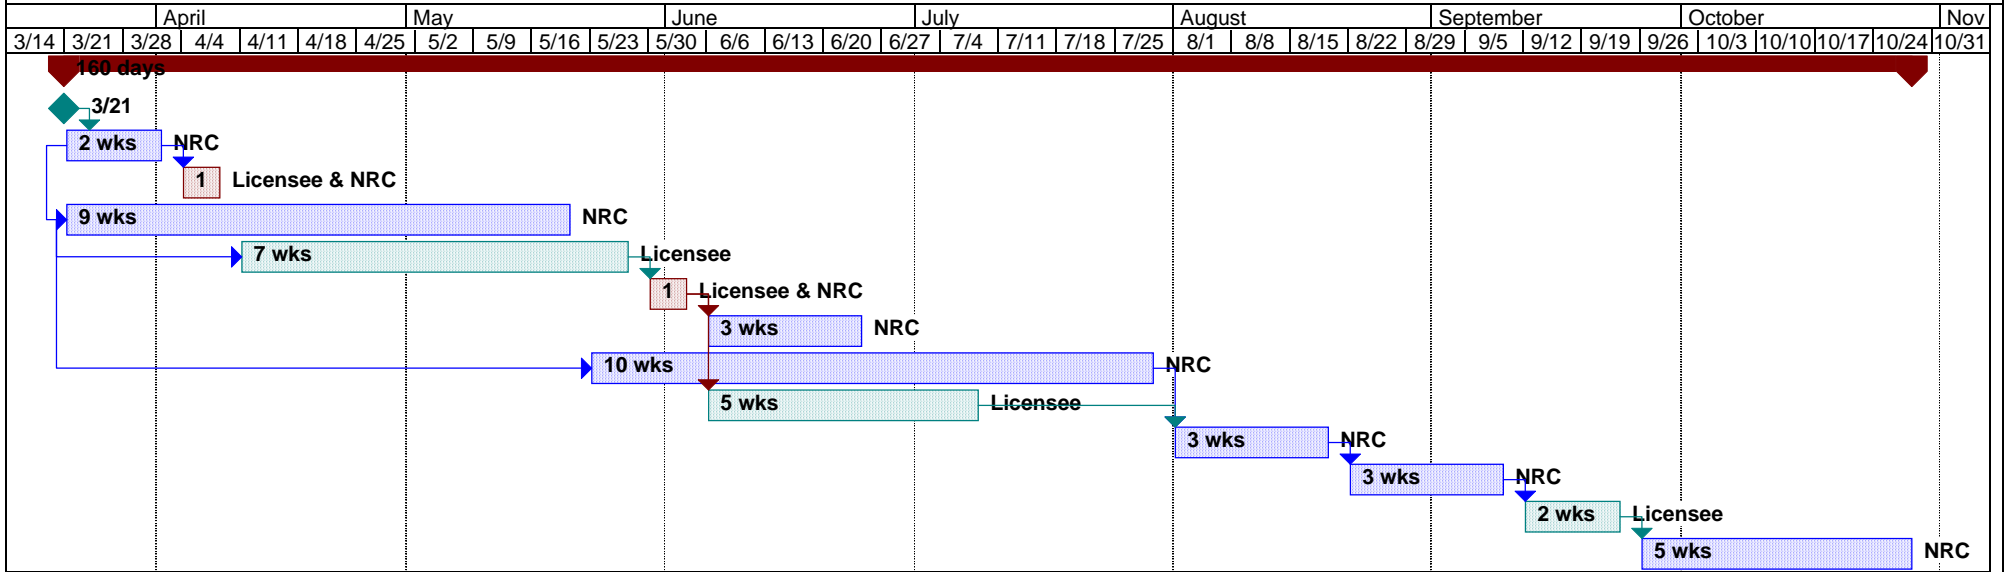 April May June July August September October Nov
3/14 3/21 3/28 4/4 4/11 4/18 4/25 5/2 5/9 5/16 5/23 5/30 6/6 6/13 6/20 6/27 7/4 7/11 7/18 7/25 8/1 8/8 8/15 8/22 8/29 9/5 9/12 9/19 9/26 10/3 10/10 10/17 10/24 10/31
160 days
3/21
2 wks NRC
1 Licensee & NRC
9 wks NRC
7 wks Licensee
1 Licensee & NRC
3 wks NRC
10 wks NRC
5 wks Licensee
3 wks NRC
3 wks NRC
2 wks Licensee
5 wks NRC